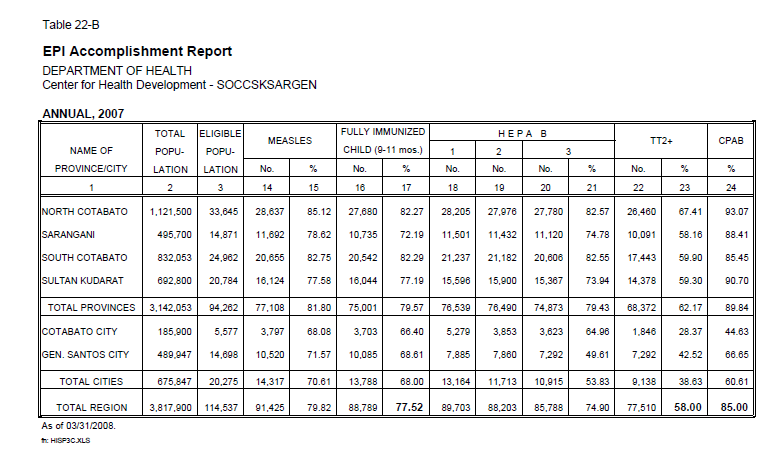 Table 22-B
EPI Accomplishment Report
DEPARTMENT OF HEALTH
Center for Health Development - SOCCSKSARGEN
ANNUAL, 2007
NAME OF PROVINCE/CITY TOTAL POPU-LATION ELIGIBLE POPU-LATION MEASLES FULLY IMMUNIZED CHILD (9-11 mos.) H E P A B TT2+ CPAB
1 2 3
No. % No. % No. No. No. % No. % %
1 2 3 14 15 16 17 18 19 20 21 22 23 24
NORTH COTABATO 1,121,500 33,645 28,637 85.12 27,680 82.27 28,205 27,976 27,780 82.57 26,460 67.41 93.07
SARANGANI 495,700 14,871 11,692 78.62 10,735 72.19 11,501 11,432 11,120 74.78 10,091 58.16 88.41
SOUTH COTABATO 832,053 24,962 20,655 82.75 20,542 82.29 21,237 21,182 20,606 82.55 17,443 59.90 85.45
SULTAN KUDARAT 692,800 20,784 16,124 77.58 16,044 77.19 15,596 15,900 15,367 73.94 14,378 59.30 90.70
TOTAL PROVINCES 3,142,053 94,262 77,108 81.80 75,001 79.57 76,539 76,490 74,873 79.43 68,372 62.17 89.84
COTABATO CITY 185,900 5,577 3,797 68.08 3,703 66.40 5,279 3,853 3,623 64.96 1,846 28.37 44.63
GEN. SANTOS CITY 489,947 14,698 10,520 71.57 10,085 68.61 7,885 7,860 7,292 49.61 7,292 42.52 66.65
TOTAL CITIES 675,847 20,275 14,317 70.61 13,788 68.00 13,164 11,713 10,915 53.83 9,138 38.63 60.61
TOTAL REGION 3,817,900 114,537 91,425 79.82 88,789 77.52 89,703 88,203 85,788 74.90 77,510 58.00 85.00
As of 03/31/2008.
fn: HISP3C.XLS